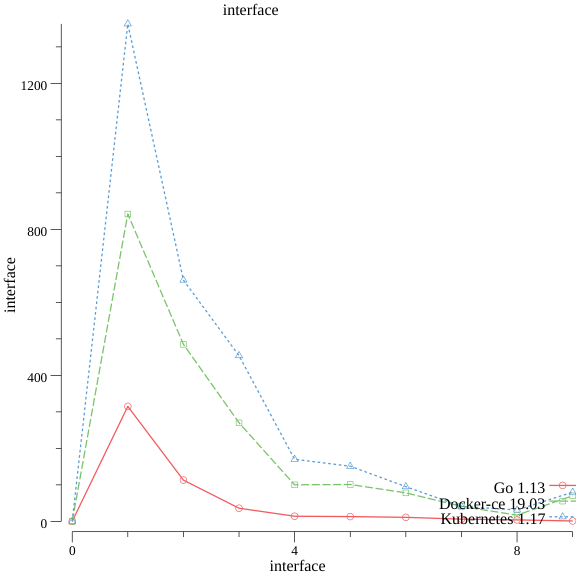 interface
1200
800
400
0
interface
0
4
8
interface
Go 1.13
Docker-ce 19.03
Kubernetes 1.17